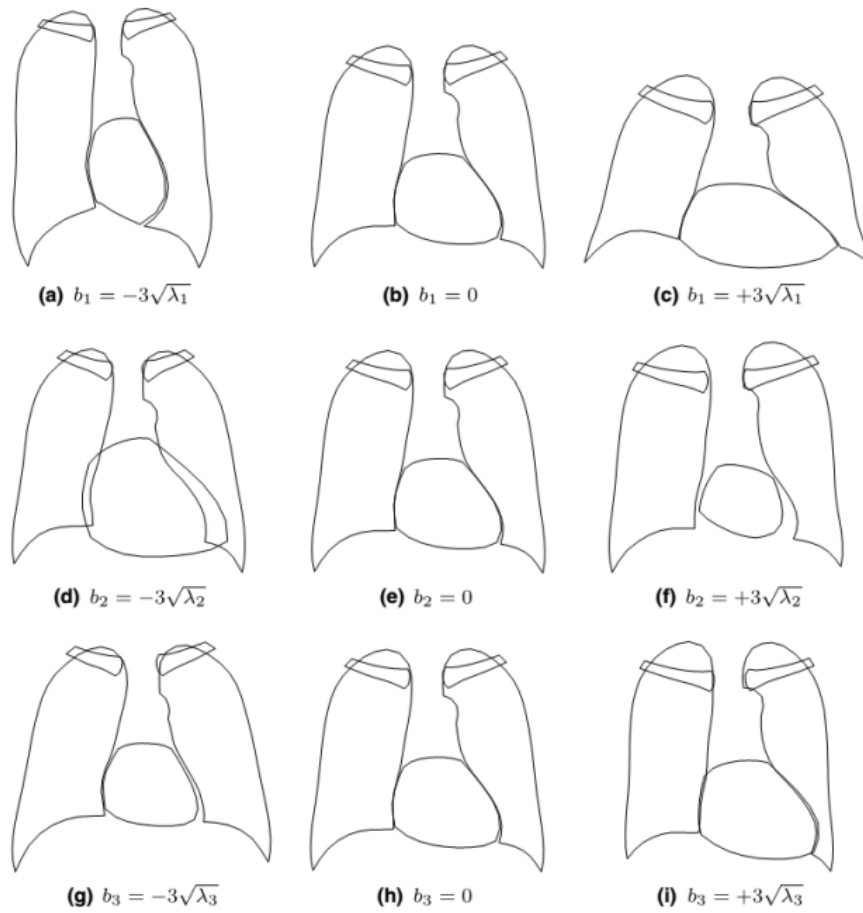 (a) b₁ = −3√λ₁
(b) b₁ = 0
(c) b₁ = +3√λ₁
(d) b₂ = −3√λ₂
(e) b₂ = 0
(f) b₂ = +3√λ₂
(g) b₃ = −3√λ₃
(h) b₃ = 0
(i) b₃ = +3√λ₃